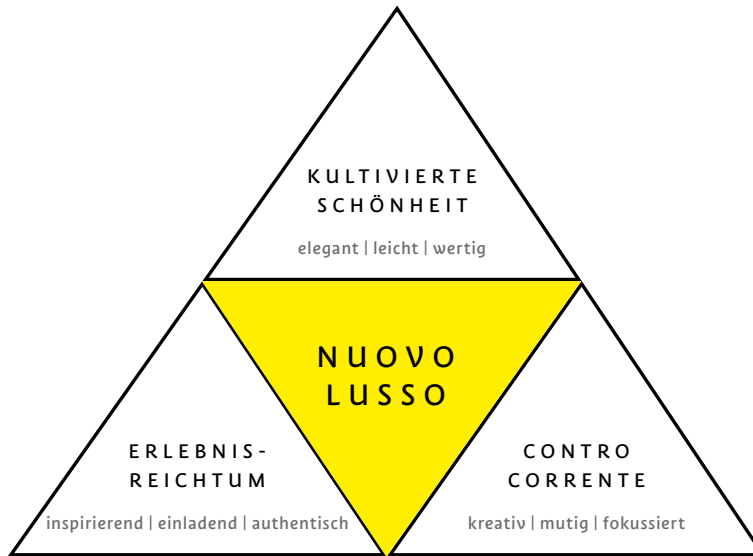 KULTIVIERTE
SCHÖNHEIT
elegant | leicht | wertig
NUOVO
LUSSO
ERLEBNIS-
REICHTUM
inspirierend | einladend | authentisch
CONTRO
CORRENTE
kreativ | mutig | fokussiert